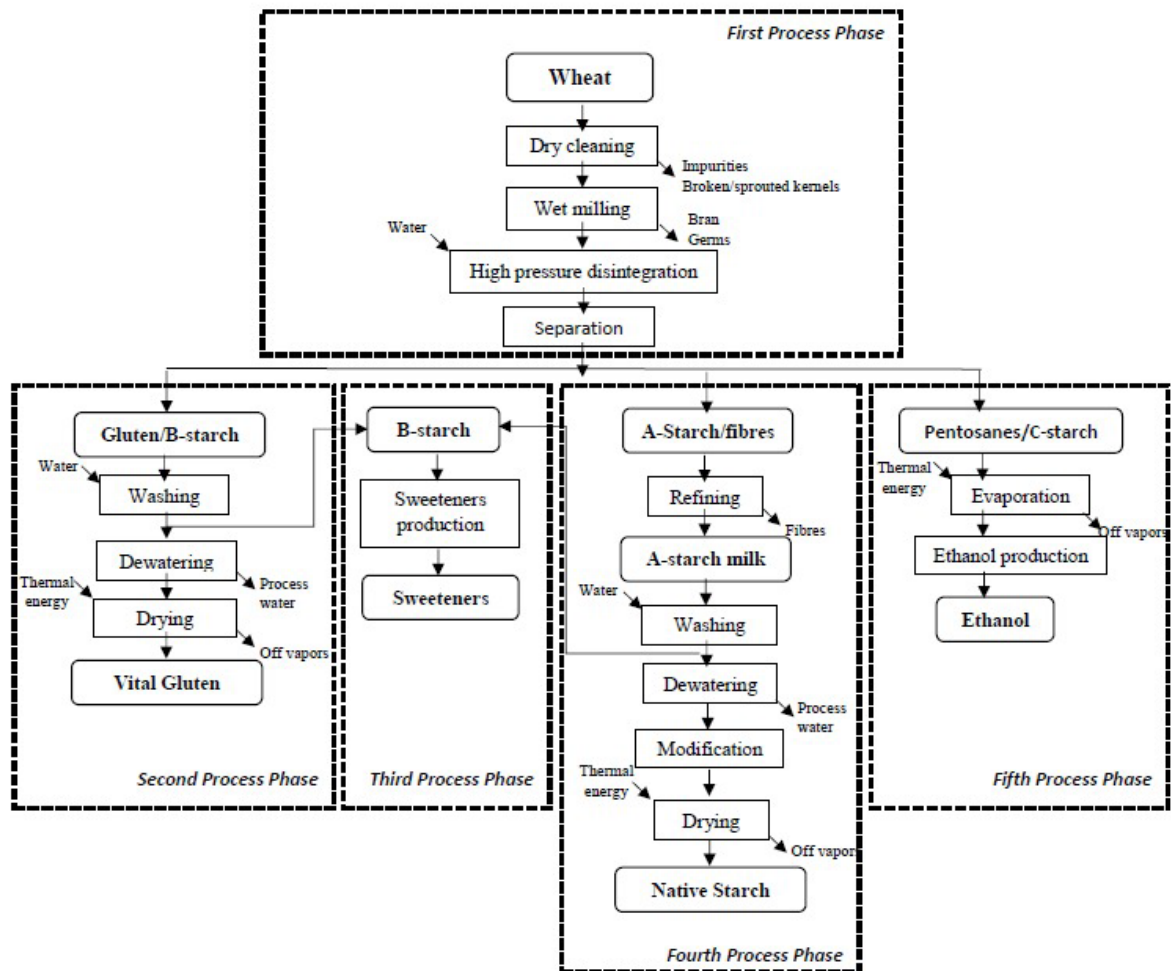 First Process Phase
Wheat
Dry cleaning
Impurities
Broken/sprouted kernels
Wet milling
Bran
Germs
Water
High pressure disintegration
Separation
Gluten/B-starch
Water
Washing
Dewatering
Process
water
Thermal
energy
Drying
Off vapors
Vital Gluten
Second Process Phase
B-starch
Sweeteners
production
Sweeteners
Third Process Phase
A-Starch/fibres
Refining
Fibres
A-starch milk
Water
Washing
Dewatering
Process
water
Modification
Thermal
energy
Drying
Off vapors
Native Starch
Fourth Process Phase
Pentosanes/C-starch
Thermal
energy
Evaporation
Off vapors
Ethanol production
Ethanol
Fifth Process Phase